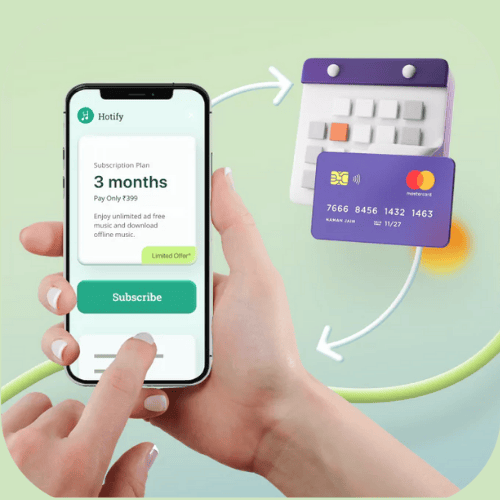 Hotify
Subscription Plan
3 months
Pay Only ₹399
Enjoy unlimited ad free
music and download
offline music.
Limited Offer*
Subscribe
mastercard
7666 8456 1432 1463
KANAN JAIN 11/27